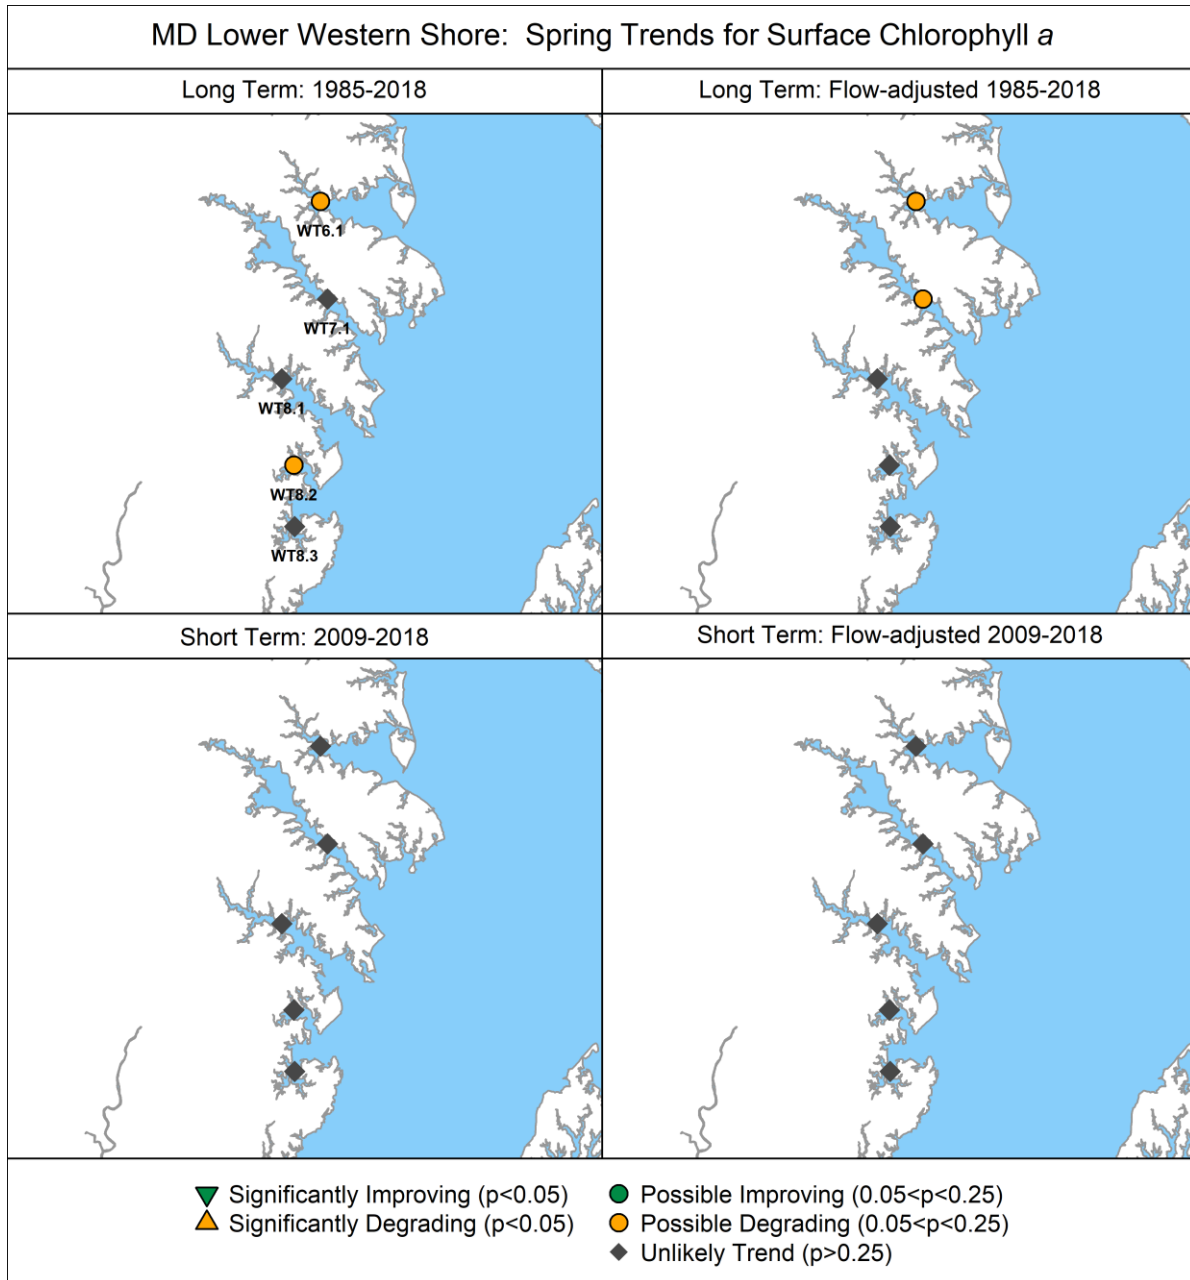 MD Lower Western Shore:  Spring Trends for Surface Chlorophyll a
Long Term: 1985-2018
Long Term: Flow-adjusted 1985-2018
WT6.1
WT7.1
WT8.1
WT8.2
WT8.3
Short Term: 2009-2018
Short Term: Flow-adjusted 2009-2018
Significantly Improving (p<0.05)
Possible Improving (0.05<p<0.25)
Significantly Degrading (p<0.05)
Possible Degrading (0.05<p<0.25)
Unlikely Trend (p>0.25)